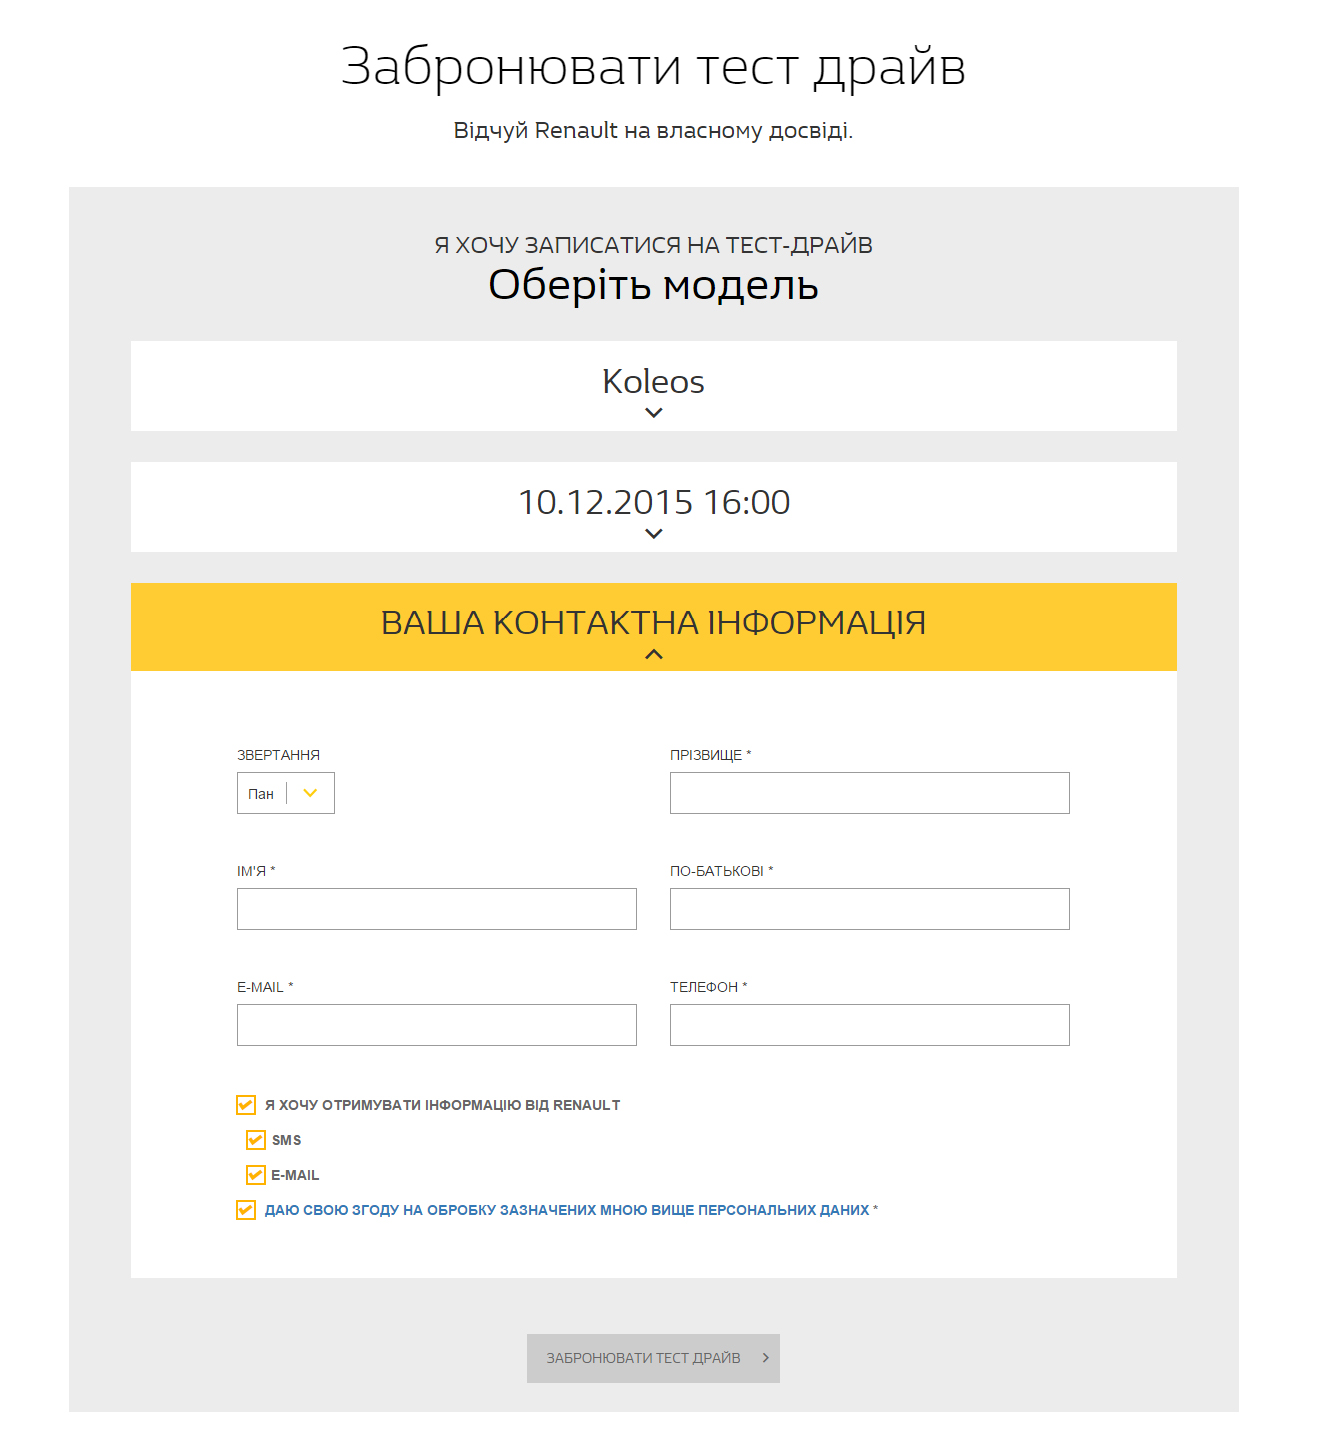 Забронювати тест драйв
Відчуй Renault на власному досвіді.
Я ХОЧУ ЗАПИСАТИСЯ НА ТЕСТ-ДРАЙВ
Оберіть модель
Koleos
10.12.2015 16:00
ВАША КОНТАКТНА ІНФОРМАЦІЯ
ЗВЕРТАННЯ
ПРІЗВИЩЕ *
Пан
ІМ'Я *
ПО-БАТЬКОВІ *
E-MAIL *
ТЕЛЕФОН *
Я ХОЧУ ОТРИМУВАТИ ІНФОРМАЦІЮ ВІД RENAULT
SMS
E-MAIL
ДАЮ СВОЮ ЗГОДУ НА ОБРОБКУ ЗАЗНАЧЕНИХ МНОЮ ВИЩЕ ПЕРСОНАЛЬНИХ ДАНИХ *
ЗАБРОНЮВАТИ ТЕСТ ДРАЙВ